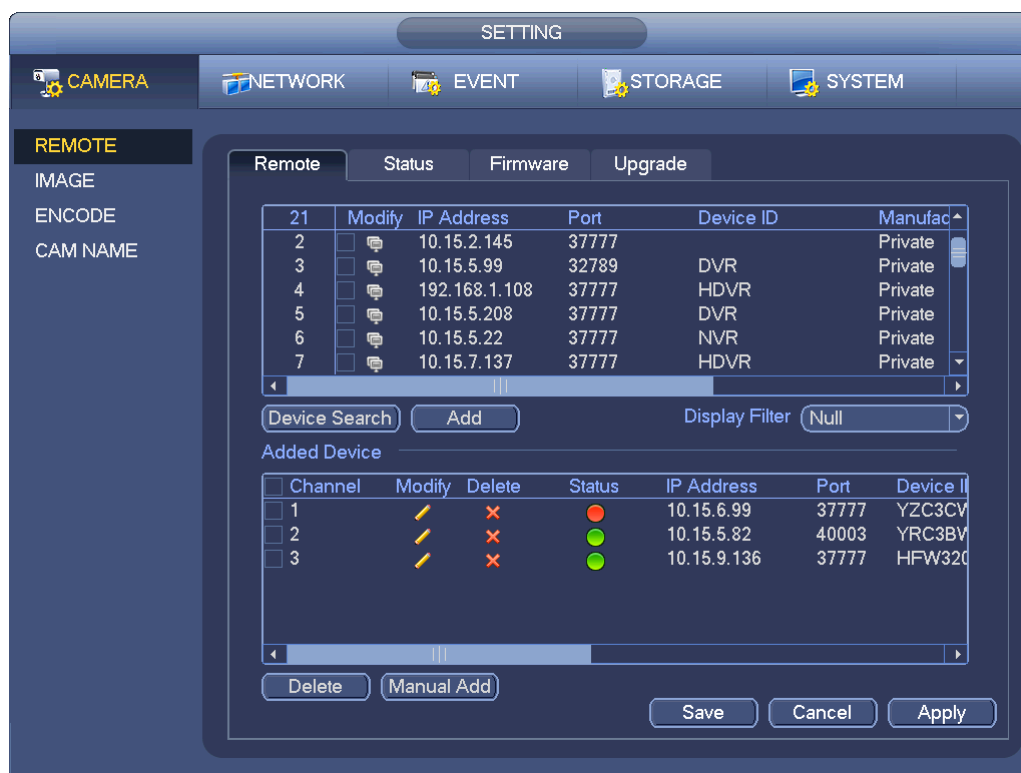 SETTING
CAMERA NETWORK EVENT STORAGE SYSTEM
REMOTE
IMAGE
ENCODE
CAM NAME
Remote Status Firmware Upgrade
21 Modify IP Address Port Device ID Manufac
2 10.15.2.145 37777 Private
3 10.15.5.99 32789 DVR Private
4 192.168.1.108 37777 HDVR Private
5 10.15.5.208 37777 DVR Private
6 10.15.5.22 37777 NVR Private
7 10.15.7.137 37777 HDVR Private
Device Search Add Display Filter Null
Added Device
Channel Modify Delete Status IP Address Port Device
1 10.15.6.99 37777 YZC3CV
2 10.15.5.82 40003 YRC3BV
3 10.15.9.136 37777 HFW320
Delete Manual Add
Save Cancel Apply